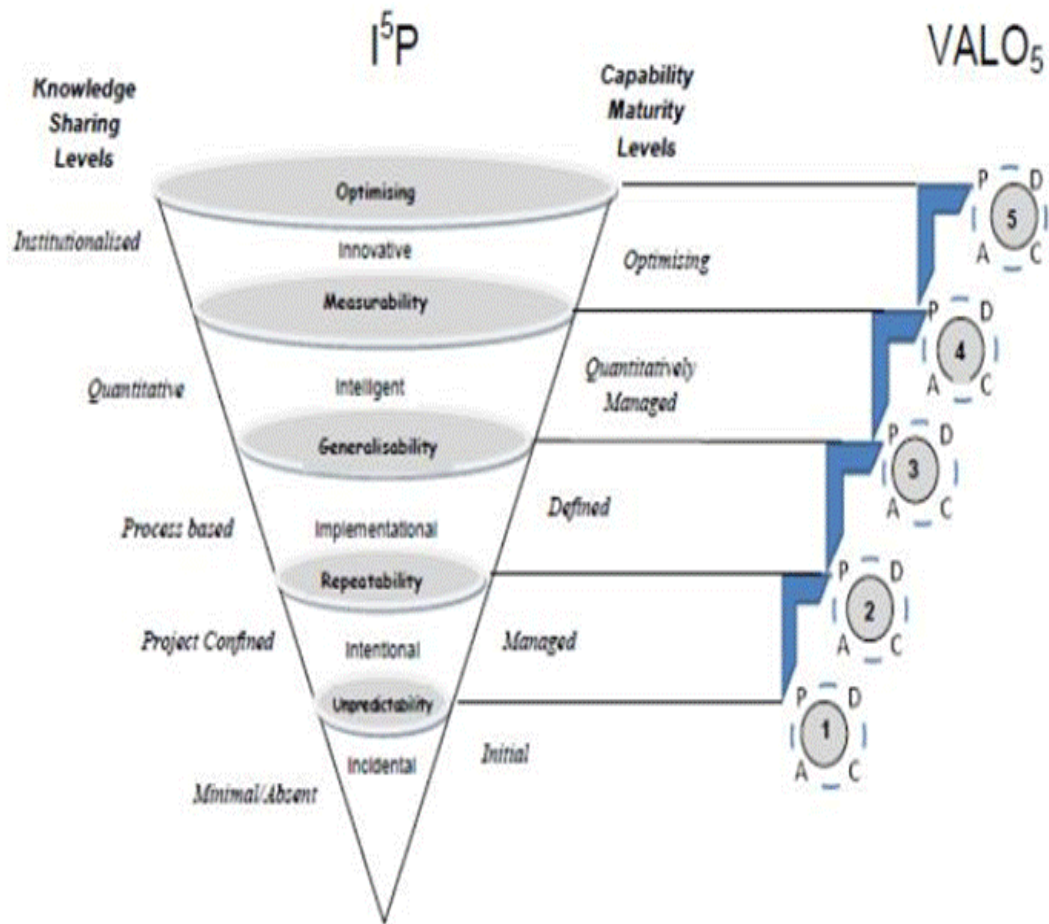 I⁵P
VALO₅
Knowledge
Sharing
Levels
Capability
Maturity
Levels
Optimising
P D
5
A C
Institutionalised
Innovative
Optimising
Measurability
P D
4
A C
Quantitative
Intelligent
Quantitatively
Managed
Generalisability
P D
3
A C
Process based
Implementational
Defined
Repeatability
P D
2
A C
Project Confined
Intentional
Managed
Unpredictability
P D
1
A C
Incidental
Initial
Minimal/Absent